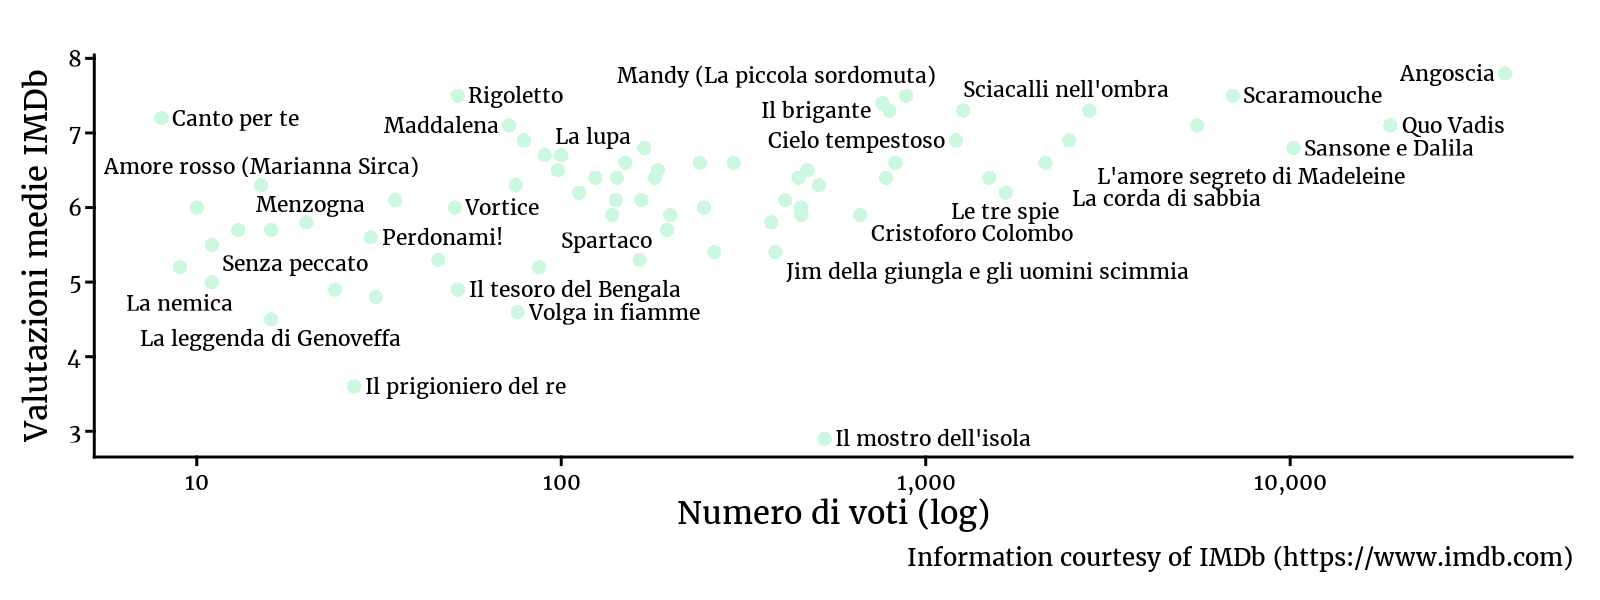 Valutazioni medie IMDb
8
7
6
5
4
3
Angoscia
Mandy (La piccola sordomuta)
Sciacalli nell'ombra
Rigoletto
Scaramouche
Il brigante
Canto per te
Maddalena
Quo Vadis
La lupa
Cielo tempestoso
Sansone e Dalila
Amore rosso (Marianna Sirca)
L'amore segreto di Madeleine
La corda di sabbia
Menzogna
Vortice
Le tre spie
Cristoforo Colombo
Perdonami!
Spartaco
Senza peccato
Jim della giungla e gli uomini scimmia
Il tesoro del Bengala
La nemica
Volga in fiamme
La leggenda di Genoveffa
Il prigioniero del re
Il mostro dell'isola
10
100
1,000
10,000
Numero di voti (log)
Information courtesy of IMDb (https://www.imdb.com)